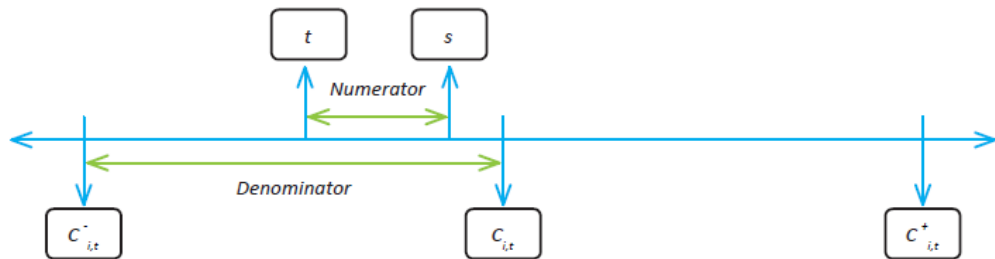 t s
Numerator
Denominator
C⁻i,t Ci,t C⁺i,t